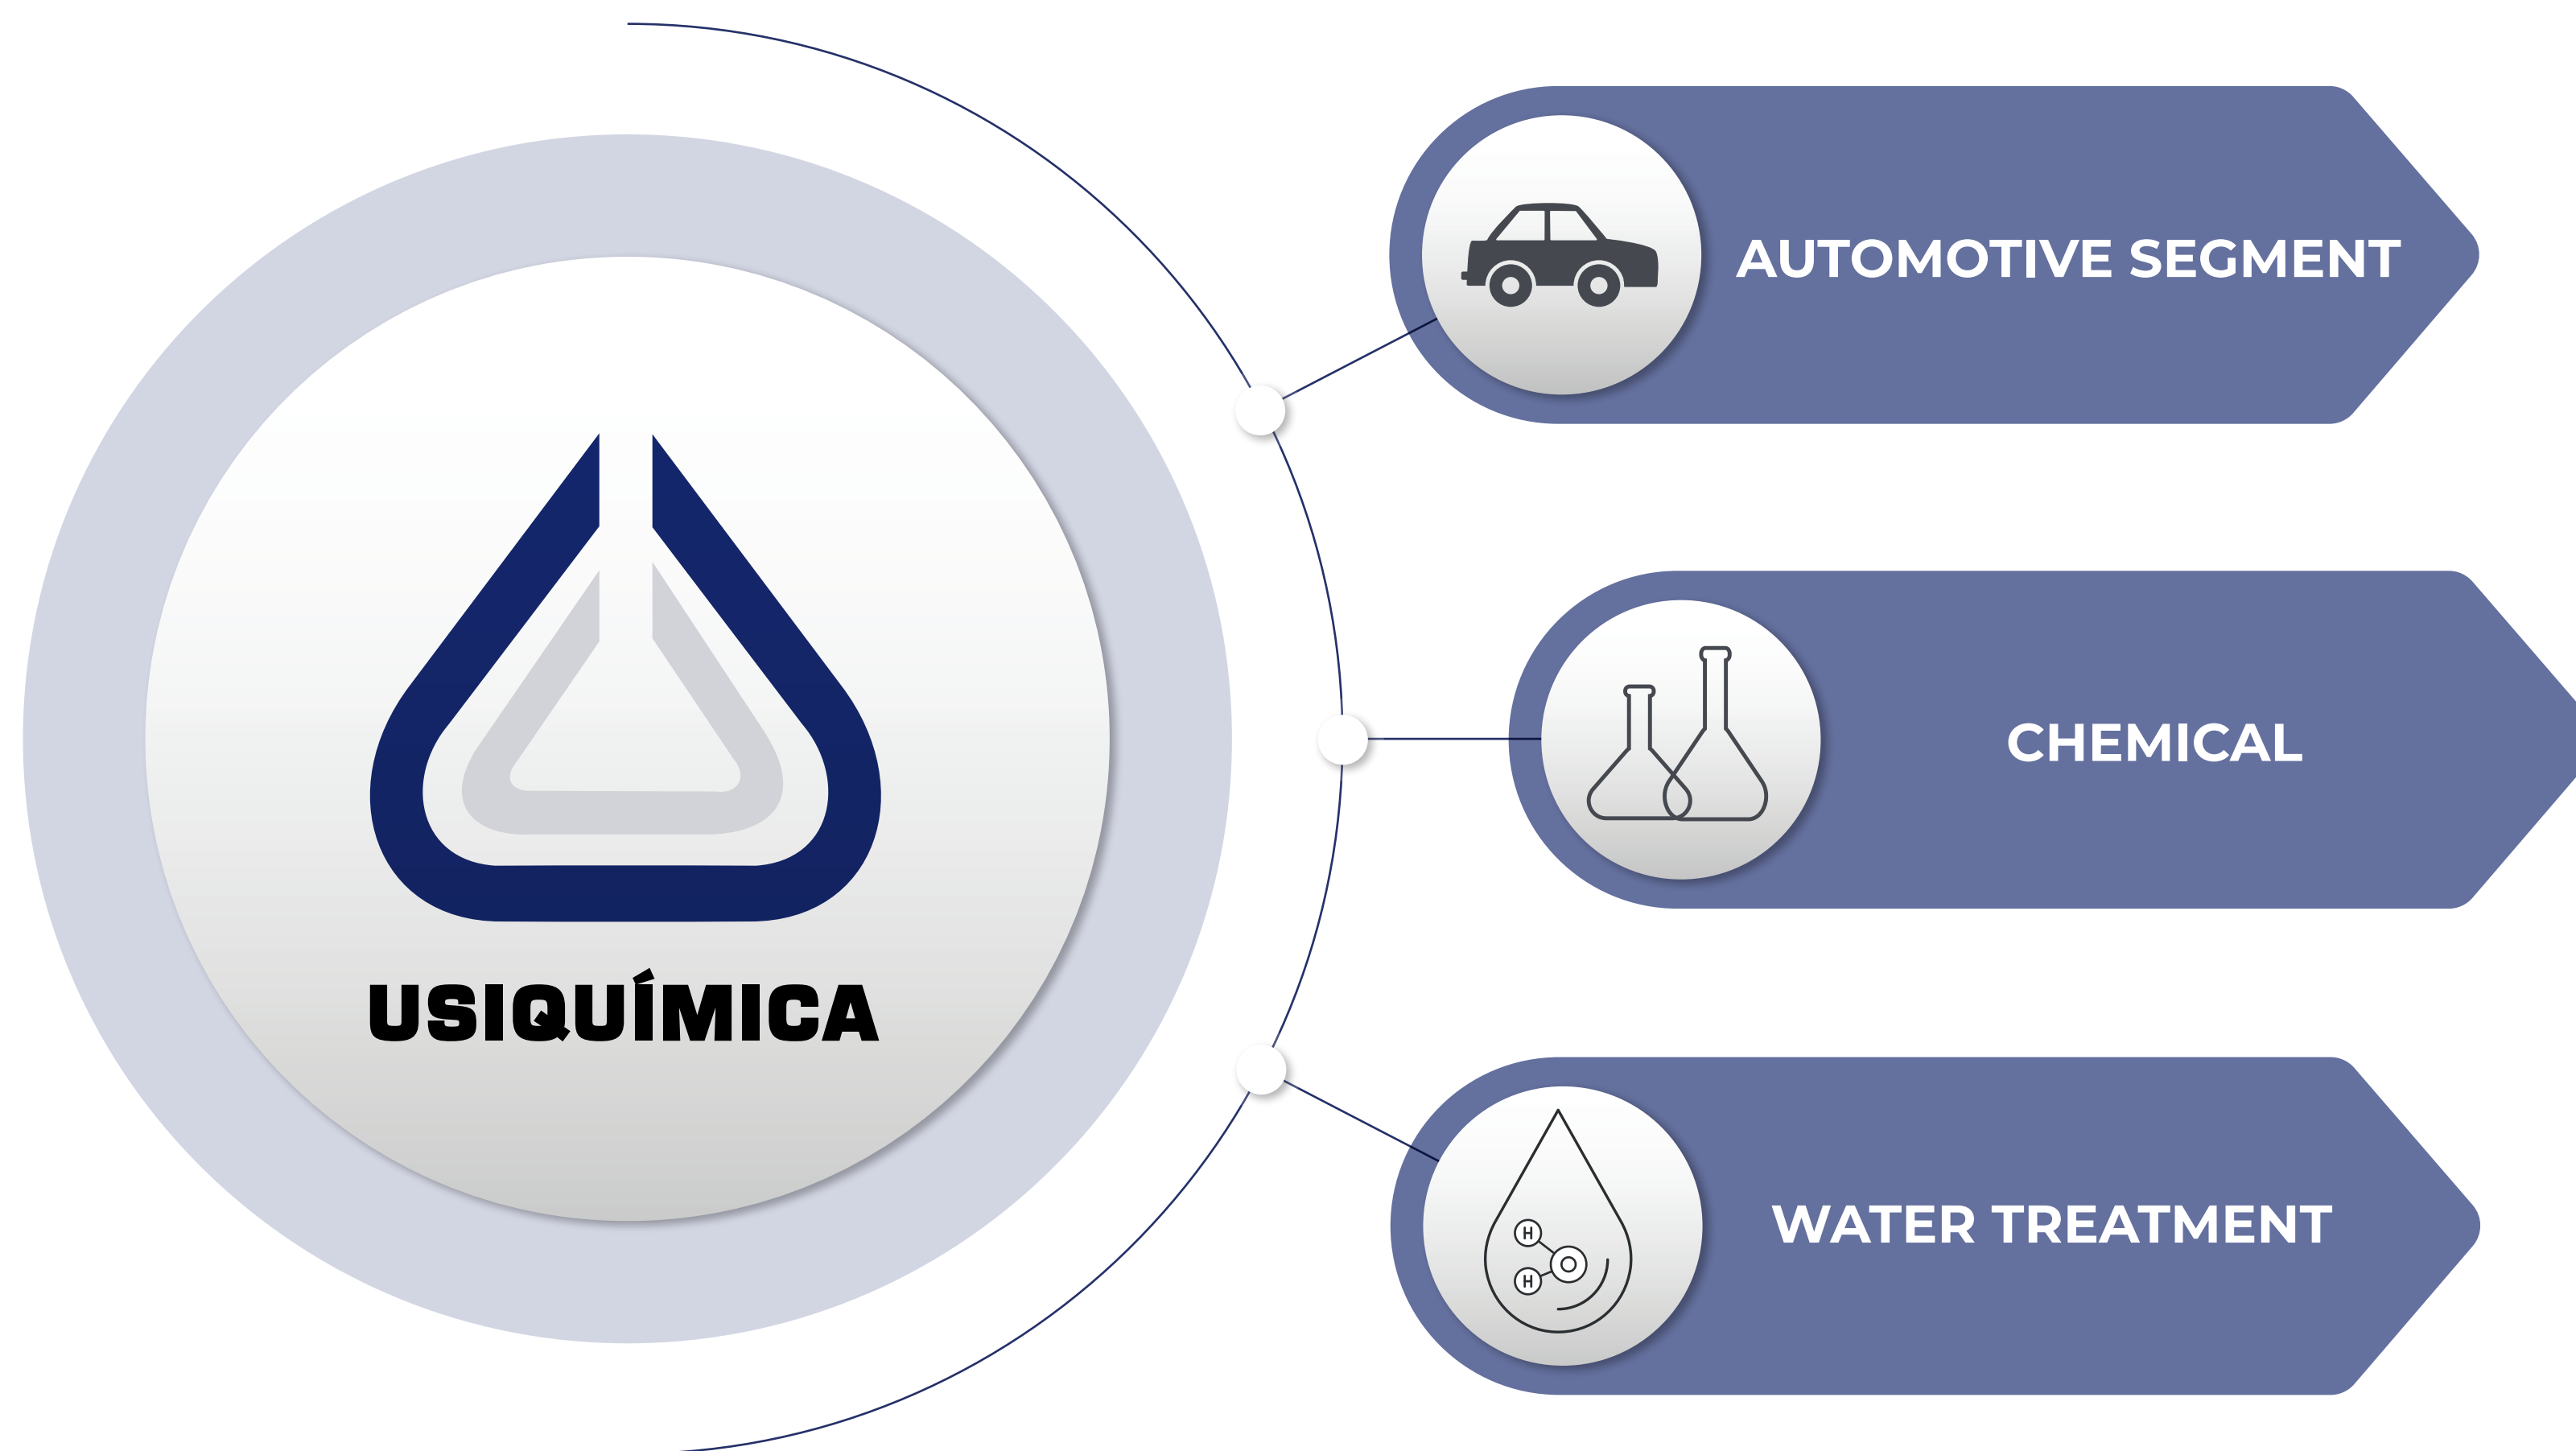 USIQUÍMICA
AUTOMOTIVE SEGMENT
CHEMICAL
WATER TREATMENT
H
O
H